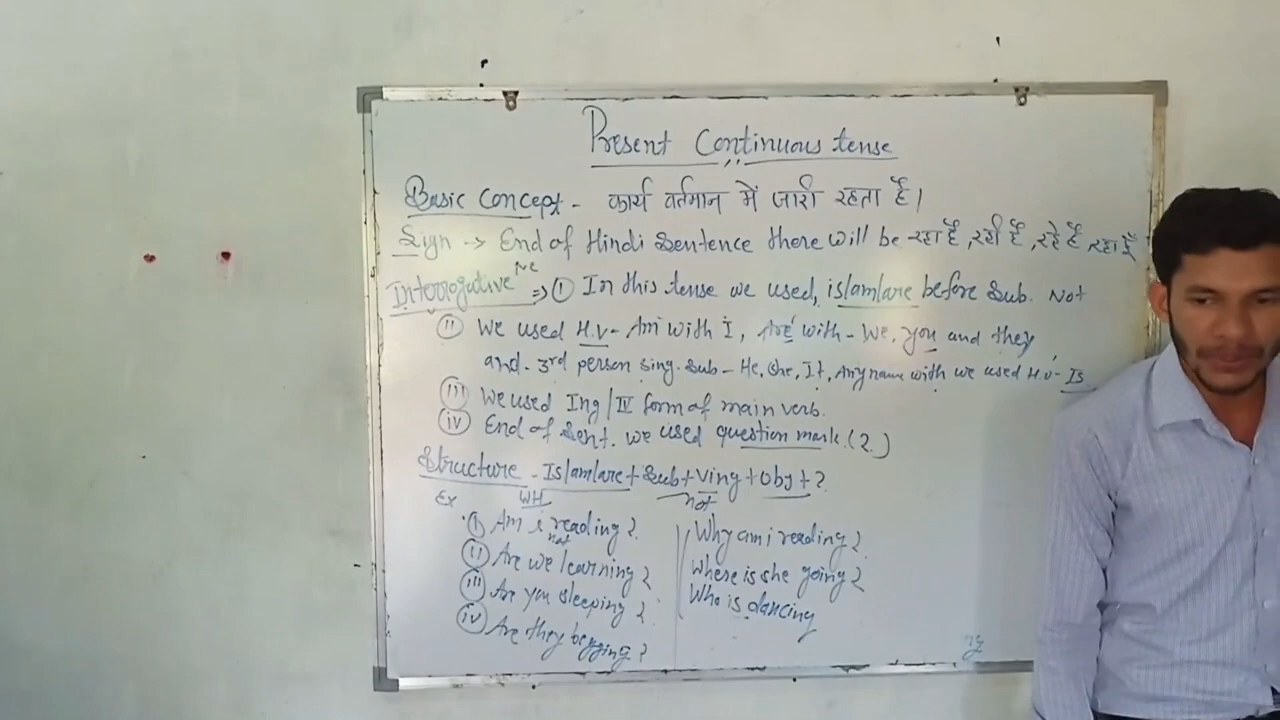 Present Continuous tense
Basic Concept - कार्य वर्तमान में जारी रहता है।
Sign -> End of Hindi Sentence there will be रहा है, रही है, रहे हैं, रहा हूँ
Interrogative Ne => (i) In this tense we used, is/am/are before Sub. Not
(ii) We used H.V - Am with I, Are with - We, you and they
and - 3rd person sing. Sub - He, She, It, Any name with we used H.V - Is
(iii) We used Ing/IV form of main verb.
(iv) End of Sent. we used question mark. (?)
Structure - Is/am/are + Sub + Ving + Obj + ?
Ex WH not
(i) Am i reading?
not
(ii) Are we learning?
(iii) Are you sleeping?
(iv) Are they begging?
Why am i reading?
Where is she going?
Who is dancing